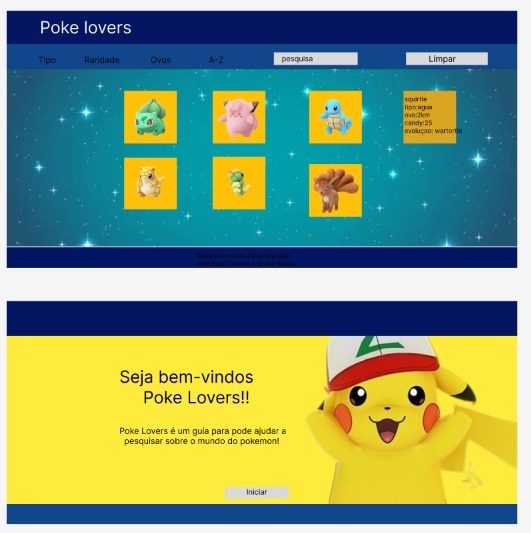 Poke lovers
Tipo Raridade Ovos A-Z pesquisa Limpar
squirtle
tipo:agua
ovo:2km
candy:25
evoluçao: wartortle
Seja bem-vindos
Poke Lovers!!
Poke Lovers é um guia para pode ajudar a
pesquisar sobre o mundo do pokemon!
Iniciar